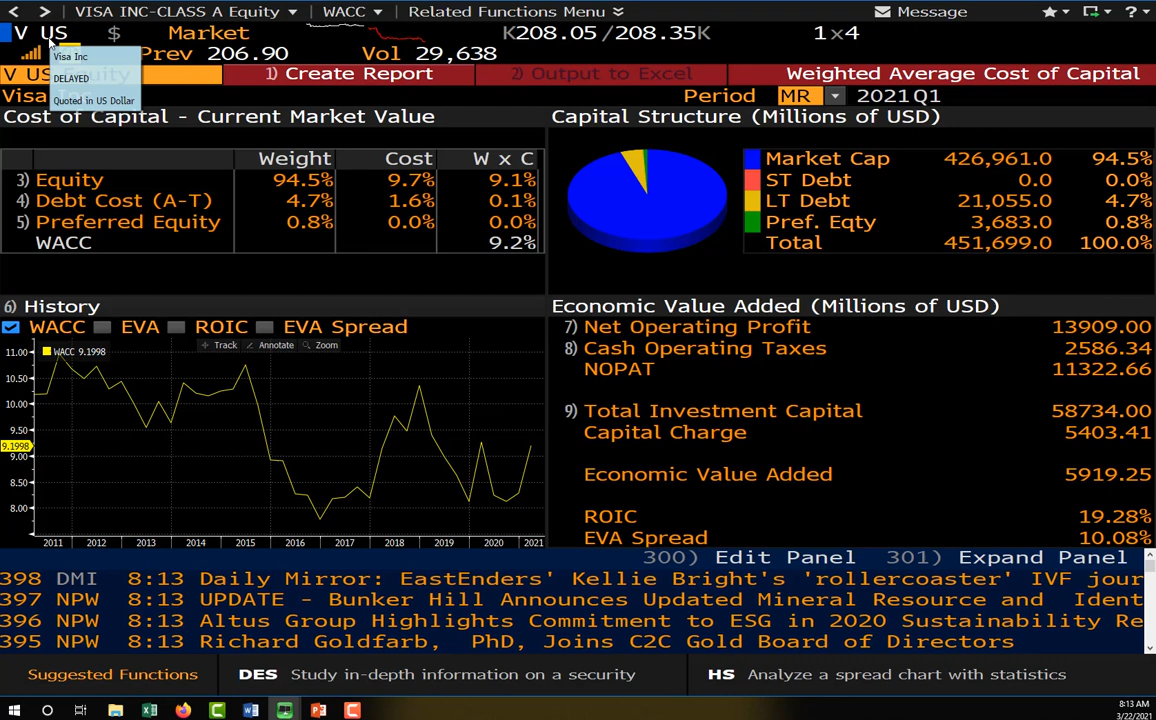 VISA INC-CLASS A Equity WACC Related Functions Menu Message ?
V US $ Market K208.05/208.35K 1x4
Prev 206.90 Vol 29,638
Visa Inc
DELAYED
Quoted in US Dollar
V US Equity 1) Create Report 2) Output to Excel Weighted Average Cost of Capital
Visa Inc Period MR 2021 Q1
Cost of Capital - Current Market Value Capital Structure (Millions of USD)
Weight Cost W x C
3) Equity 94.5% 9.7% 9.1%
4) Debt Cost (A-T) 4.7% 1.6% 0.1%
5) Preferred Equity 0.8% 0.0% 0.0%
WACC 9.2%
Market Cap 426,961.0 94.5%
ST Debt 0.0 0.0%
LT Debt 21,055.0 4.7%
Pref. Eqty 3,683.0 0.8%
Total 451,699.0 100.0%
6) History
WACC EVA ROIC EVA Spread
Track Annotate Zoom
WACC 9.1998
11.00
10.50
10.00
9.1998
9.00
8.50
8.00
2011 2012 2013 2014 2015 2016 2017 2018 2019 2020 2021
Economic Value Added (Millions of USD)
7) Net Operating Profit 13909.00
8) Cash Operating Taxes 2586.34
NOPAT 11322.66
9) Total Investment Capital 58734.00
Capital Charge 5403.41
Economic Value Added 5919.25
ROIC 19.28%
EVA Spread 10.08%
300) Edit Panel 301) Expand Panel
398 DMI 8:13 Daily Mirror: EastEnders' Kellie Bright's 'rollercoaster' IVF jour
397 NPW 8:13 UPDATE - Bunker Hill Announces Updated Mineral Resource and Ident
396 NPW 8:13 Altus Group Highlights Commitment to ESG in 2020 Sustainability Re
395 NPW 8:13 Richard Goldfarb, PhD, Joins C2C Gold Board of Directors
Suggested Functions DES Study in-depth information on a security HS Analyze a spread chart with statistics
8:13 AM
3/22/2021